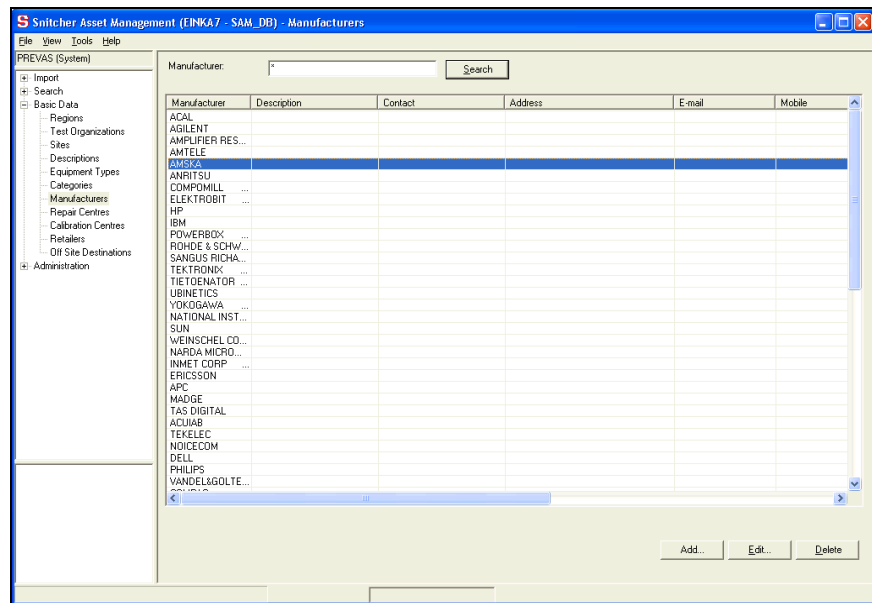 S Snitcher Asset Management (EINKA7 - SAM_DB) - Manufacturers
File View Tools Help
PREVAS (System)
Import
Search
Basic Data
Regions
Test Organizations
Sites
Descriptions
Equipment Types
Categories
Manufacturers
Repair Centres
Calibration Centres
Retailers
Off Site Destinations
Administration
Manufacturer: * Search
Manufacturer Description Contact Address E-mail Mobile
ACAL
AGILENT
AMPLIFIER RES...
AMTELE
AMSKA
ANRITSU
COMPOMILL ...
ELEKTROBIT ...
HP
IBM
POWERBOX ...
ROHDE & SCHW...
SANGUS RICHA...
TEKTRONIX ...
TIETOENATOR ...
UBINETICS
YOKOGAWA ...
NATIONAL INST...
SUN
WEINSCHEL CO...
NARDA MICRO...
INMET CORP ...
ERICSSON
APC
MADGE
TAS DIGITAL
ACUIAB
TEKELEC
NOICECOM
DELL
PHILIPS
VANDEL&GOLTE...
Add... Edit... Delete